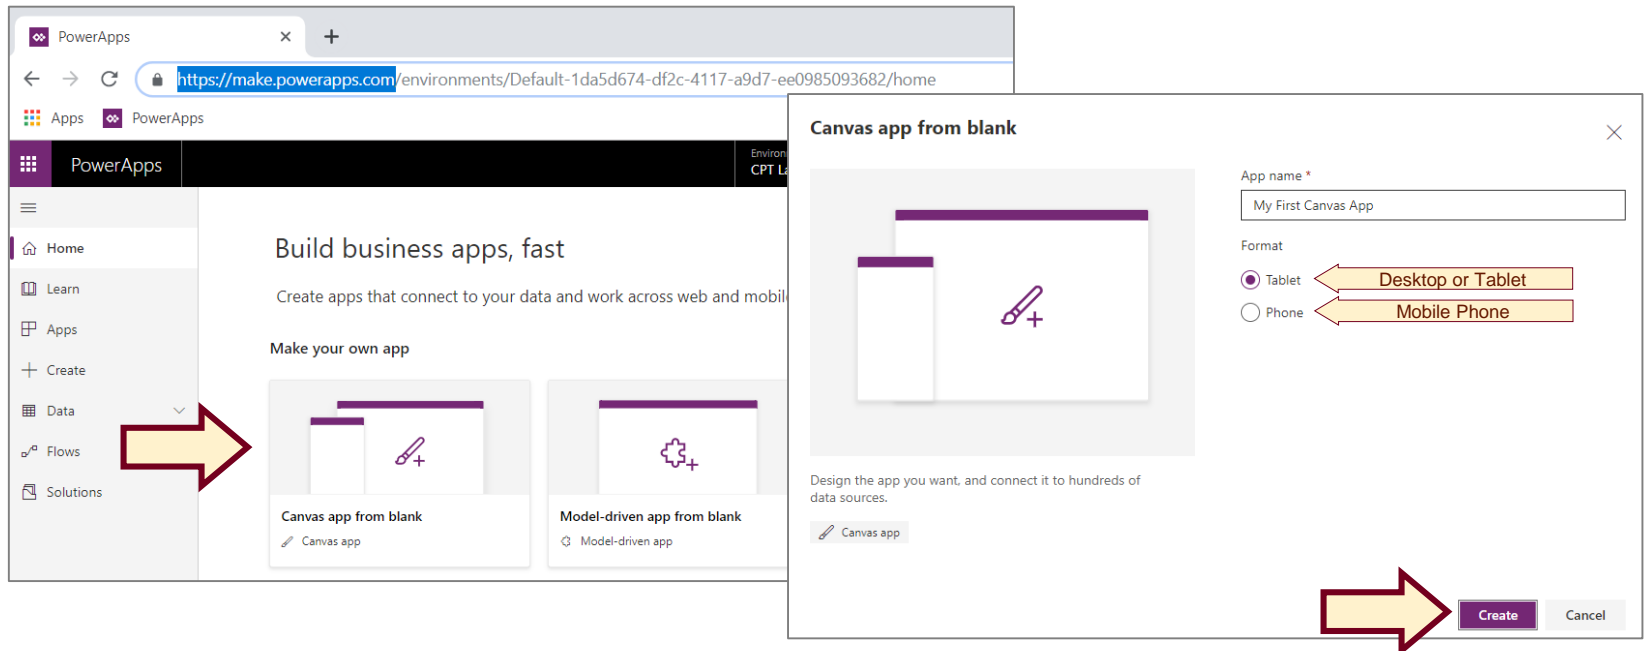 PowerApps
https://make.powerapps.com/environments/Default-1da5d674-df2c-4117-a9d7-ee0985093682/home
Apps PowerApps
PowerApps
CPT
Home
Learn
Apps
Create
Data
Flows
Solutions
Build business apps, fast
Create apps that connect to your data and work across web and
Make your own app
Canvas app from blank
Canvas app
Model-driven app from blank
Model-driven app
Canvas app from blank
Design the app you want, and connect it to hundreds of
data sources.
Canvas app
App name *
My First Canvas App
Format
Tablet
Desktop or Tablet
Phone
Mobile Phone
Create
Cancel